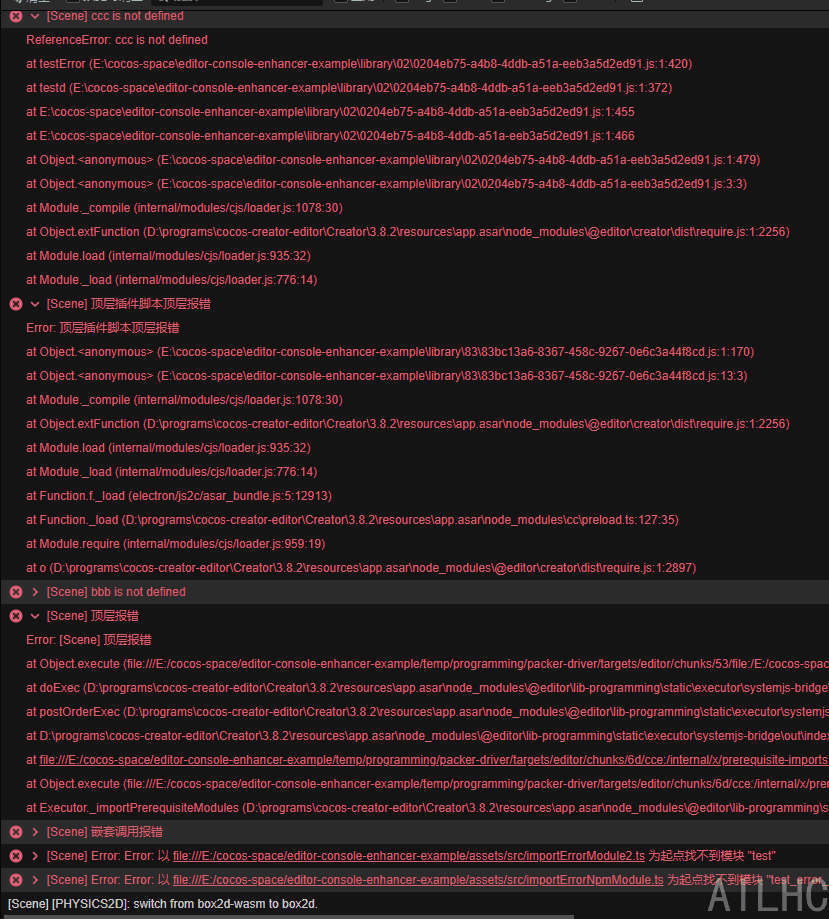 [Scene] ccc is not defined
ReferenceError: ccc is not defined
at testError (E:\cocos-space\editor-console-enhancer-example\library\02\0204eb75-a4b8-4ddb-a51a-eeb3a5d2ed91.js:1:420)
at testd (E:\cocos-space\editor-console-enhancer-example\library\02\0204eb75-a4b8-4ddb-a51a-eeb3a5d2ed91.js:1:372)
at E:\cocos-space\editor-console-enhancer-example\library\02\0204eb75-a4b8-4ddb-a51a-eeb3a5d2ed91.js:1:455
at E:\cocos-space\editor-console-enhancer-example\library\02\0204eb75-a4b8-4ddb-a51a-eeb3a5d2ed91.js:1:466
at Object.<anonymous> (E:\cocos-space\editor-console-enhancer-example\library\02\0204eb75-a4b8-4ddb-a51a-eeb3a5d2ed91.js:1:479)
at Object.<anonymous> (E:\cocos-space\editor-console-enhancer-example\library\02\0204eb75-a4b8-4ddb-a51a-eeb3a5d2ed91.js:3:3)
at Module._compile (internal/modules/cjs/loader.js:1078:30)
at Object.extFunction (D:\programs\cocos-creator-editor\Creator\3.8.2\resources\app.asar\node_modules\@editor\creator\dist\require.js:1:2256)
at Module.load (internal/modules/cjs/loader.js:935:32)
at Module._load (internal/modules/cjs/loader.js:776:14)
[Scene] 顶层插件脚本顶层报错
Error: 顶层插件脚本顶层报错
at Object.<anonymous> (E:\cocos-space\editor-console-enhancer-example\library\83\83bc13a6-8367-458c-9267-0e6c3a44f8cd.js:1:170)
at Object.<anonymous> (E:\cocos-space\editor-console-enhancer-example\library\83\83bc13a6-8367-458c-9267-0e6c3a44f8cd.js:13:3)
at Module._compile (internal/modules/cjs/loader.js:1078:30)
at Object.extFunction (D:\programs\cocos-creator-editor\Creator\3.8.2\resources\app.asar\node_modules\@editor\creator\dist\require.js:1:2256)
at Module.load (internal/modules/cjs/loader.js:935:32)
at Module._load (internal/modules/cjs/loader.js:776:14)
at Function.f._load (electron/js2c/asar_bundle.js:5:12913)
at Function._load (D:\programs\cocos-creator-editor\Creator\3.8.2\resources\app.asar\node_modules\cc\preload.ts:127:35)
at Module.require (internal/modules/cjs/loader.js:959:19)
at o (D:\programs\cocos-creator-editor\Creator\3.8.2\resources\app.asar\node_modules\@editor\creator\dist\require.js:1:2897)
[Scene] bbb is not defined
[Scene] 顶层报错
Error: [Scene] 顶层报错
at Object.execute (file:///E:/cocos-space/editor-console-enhancer-example/temp/programming/packer-driver/targets/editor/chunks/53/file:/E:/cocos-spac
at doExec (D:\programs\cocos-creator-editor\Creator\3.8.2\resources\app.asar\node_modules\@editor\lib-programming\static\executor\systemjs-bridge\
at postOrderExec (D:\programs\cocos-creator-editor\Creator\3.8.2\resources\app.asar\node_modules\@editor\lib-programming\static\executor\systemjs
at D:\programs\cocos-creator-editor\Creator\3.8.2\resources\app.asar\node_modules\@editor\lib-programming\static\executor\systemjs-bridge\out\index
at file:///E:/cocos-space/editor-console-enhancer-example/temp/programming/packer-driver/targets/editor/chunks/6d/cce:/internal/x/prerequisite-imports
at Object.execute (file:///E:/cocos-space/editor-console-enhancer-example/temp/programming/packer-driver/targets/editor/chunks/6d/cce:/internal/x/prer
at Executor._importPrerequisiteModules (D:\programs\cocos-creator-editor\Creator\3.8.2\resources\app.asar\node_modules\@editor\lib-programming\s
[Scene] 嵌套调用报错
[Scene] Error: Error: 以 file:///E:/cocos-space/editor-console-enhancer-example/assets/src/importErrorModule2.ts 为起点找不到模块 "test"
[Scene] Error: Error: 以 file:///E:/cocos-space/editor-console-enhancer-example/assets/src/importErrorNpmModule.ts 为起点找不到模块 "test_error_
[Scene] [PHYSICS2D]: switch from box2d-wasm to box2d.
ATLHC